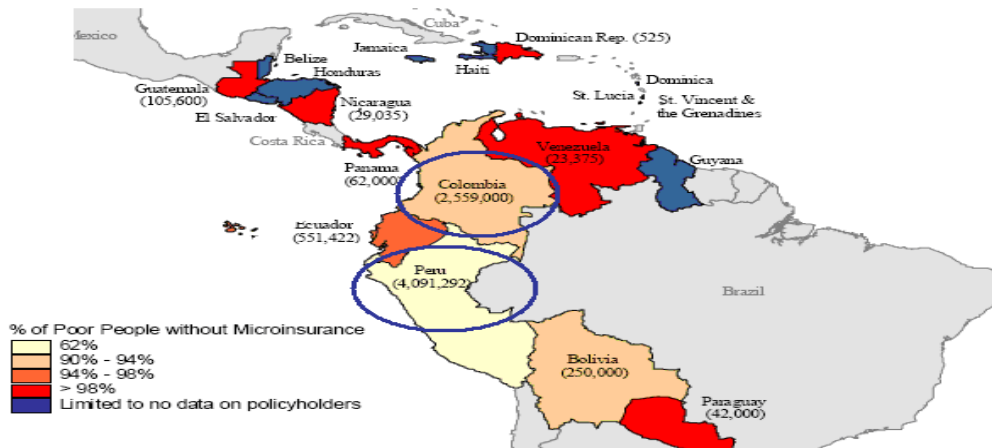 Mexico
Cuba
Jamaica
Dominican Rep. (525)
Belize
Honduras
Haiti
Guatemala
(105,600)
Dominica
Nicaragua
(29,035)
St. Lucia
St. Vincent &
the Grenadines
El Salvador
Costa Rica
Venezuela
(23,375)
Panama
(62,000)
Guyana
Colombia
(2,559,000)
Ecuador
(551,422)
Peru
(4,091,292)
Brazil
% of Poor People without Microinsurance
62%
90% - 94%
94% - 98%
> 98%
Limited to no data on policyholders
Bolivia
(250,000)
Paraguay
(42,000)